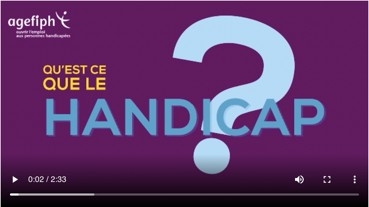 agefiph
ouvrir l'emploi
aux personnes handicapées
QU'EST CE
QUE LE
?
HANDICAP
0:02 / 2:33